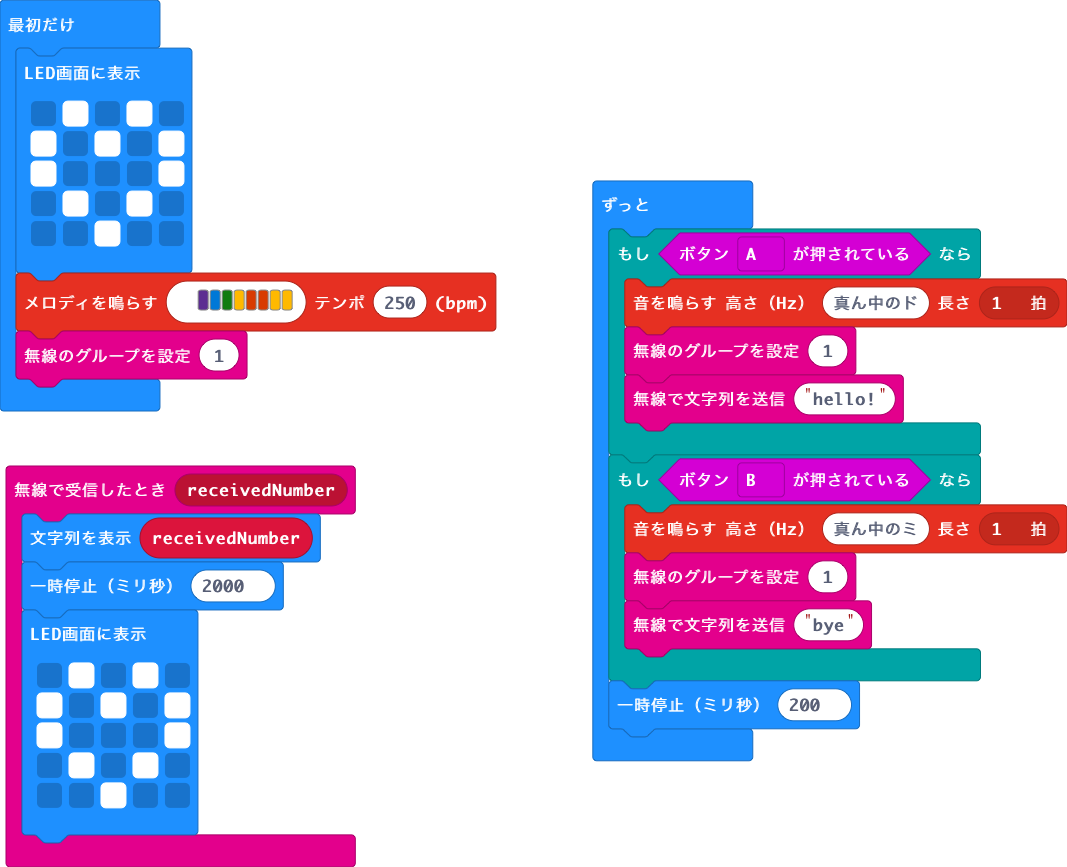 最初だけ
LED画面に表示
メロディを鳴らす テンポ 250 (bpm)
無線のグループを設定 1
無線で受信したとき receivedNumber
文字列を表示 receivedNumber
一時停止（ミリ秒） 2000
LED画面に表示
ずっと
もし ボタン A が押されている なら
音を鳴らす 高さ（Hz） 真ん中のド 長さ 1 拍
無線のグループを設定 1
無線で文字列を送信 "hello!"
もし ボタン B が押されている なら
音を鳴らす 高さ（Hz） 真ん中のミ 長さ 1 拍
無線のグループを設定 1
無線で文字列を送信 "bye"
一時停止（ミリ秒） 200